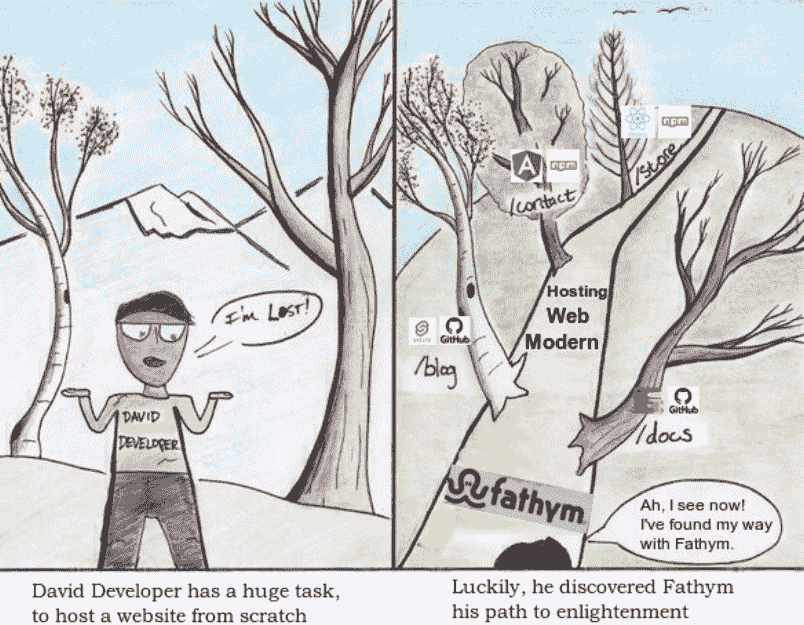 I'm Lost!
DAVID
DEVELOPER
David Developer has a huge task,
to host a website from scratch
npm
/store
npm
/contact
Hosting
Web
Modern
SVELTE
GitHub
/blog
GitHub
/docs
fathym
Ah, I see now!
I've found my way
with Fathym.
Luckily, he discovered Fathym
his path to enlightenment